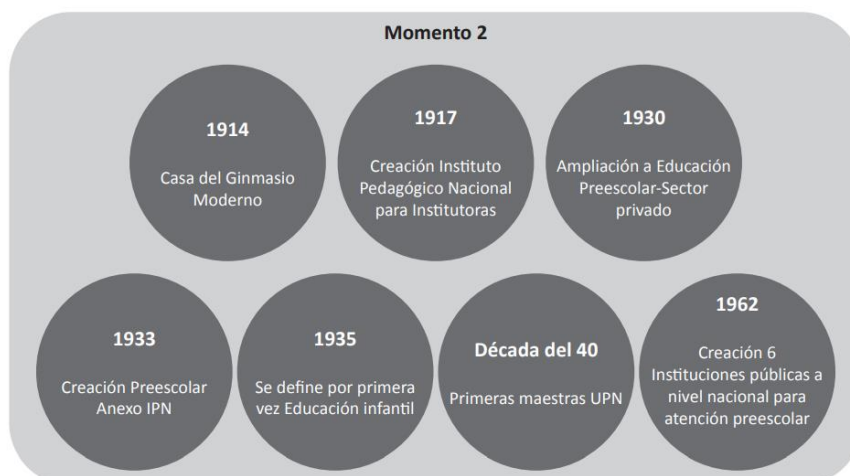 Momento 2
1914
Casa del Ginmasio
Moderno
1917
Creación Instituto
Pedagógico Nacional
para Institutoras
1930
Ampliación a Educación
Preescolar-Sector
privado
1933
Creación Preescolar
Anexo IPN
1935
Se define por primera
vez Educación infantil
Década del 40
Primeras maestras UPN
1962
Creación 6
Instituciones públicas a
nivel nacional para
atención preescolar